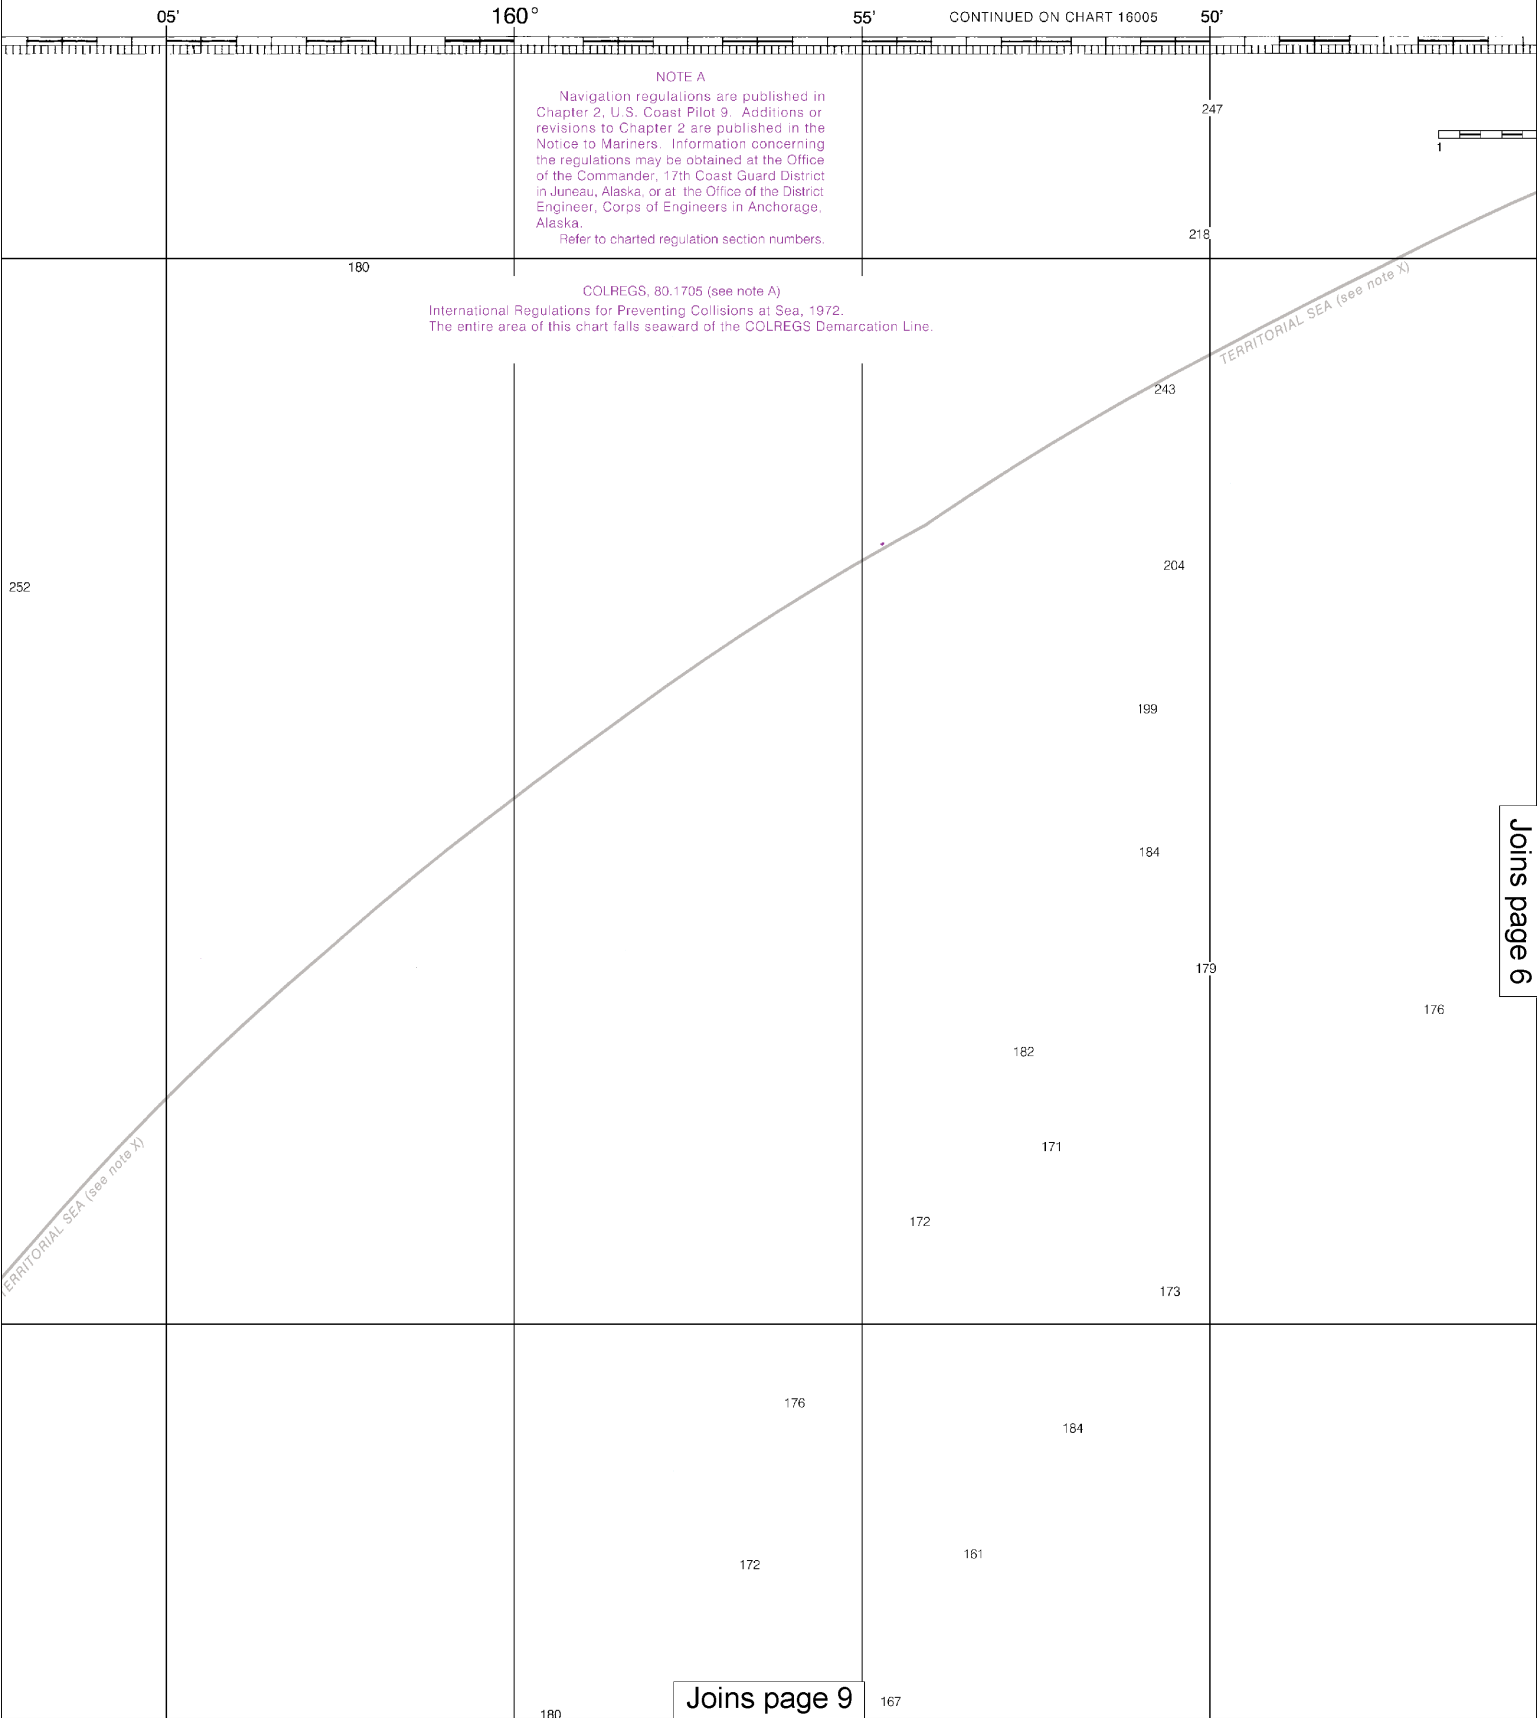 05'
160°
55'
CONTINUED ON CHART 16005
50'
NOTE A
Navigation regulations are published in
Chapter 2, U.S. Coast Pilot 9. Additions or
revisions to Chapter 2 are published in the
Notice to Mariners. Information concerning
the regulations may be obtained at the Office
of the Commander, 17th Coast Guard District
in Juneau, Alaska, or at the Office of the District
Engineer, Corps of Engineers in Anchorage,
Alaska.
Refer to charted regulation section numbers.
247
1
218
180
COLREGS, 80.1705 (see note A)
International Regulations for Preventing Collisions at Sea, 1972.
The entire area of this chart falls seaward of the COLREGS Demarcation Line.
TERRITORIAL SEA (see note X)
243
204
252
199
184
Joins page 6
179
176
182
171
TERRITORIAL SEA (see note X)
172
173
176
184
161
172
Joins page 9
167
180